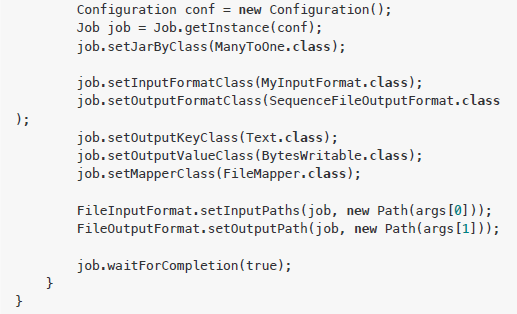 Configuration conf = new Configuration();
Job job = Job.getInstance(conf);
job.setJarByClass(ManyToOne.class);
job.setInputFormatClass(MyInputFormat.class);
job.setOutputFormatClass(SequenceFileOutputFormat.class
);
job.setOutputKeyClass(Text.class);
job.setOutputValueClass(BytesWritable.class);
job.setMapperClass(FileMapper.class);
FileInputFormat.setInputPaths(job, new Path(args[0]));
FileOutputFormat.setOutputPath(job, new Path(args[1]));
job.waitForCompletion(true);
}
}